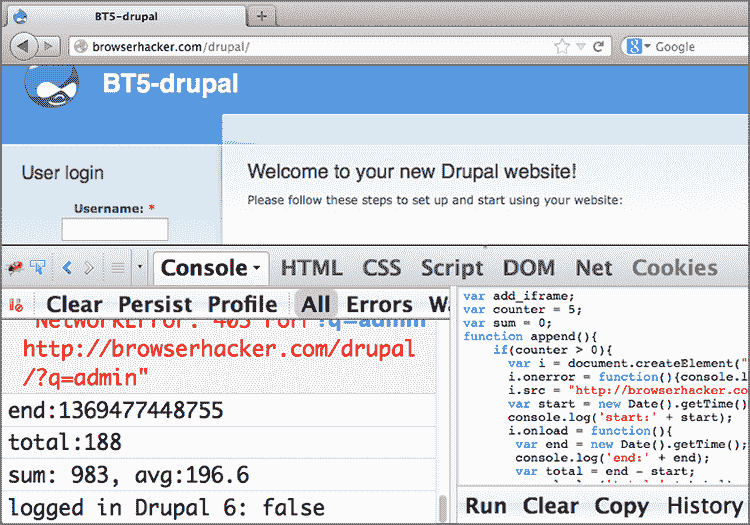 BT5-drupal
browserhacker.com/drupal/
Google
BT5-drupal
User login
Username: *
Welcome to your new Drupal website!
Please follow these steps to set up and start using your website:
Console HTML CSS Script DOM Net Cookies
Clear Persist Profile All Errors
"NetworkError: 403 For ?q=admin
http://browserhacker.com/drupal
/?q=admin"
end:1369477448755
total:188
sum: 983, avg:196.6
logged in Drupal 6: false
var add_iframe;
var counter = 5;
var sum = 0;
function append(){
if(counter > 0){
var i = document.createElement("
i.onerror = function(){console.l
i.src = "http://browserhacker.co
var start = new Date().getTime()
console.log('start:' + start);
i.onload = function(){
var end = new Date().getTime();
console.log('end:' + end);
var total = end - start;
Run Clear Copy History